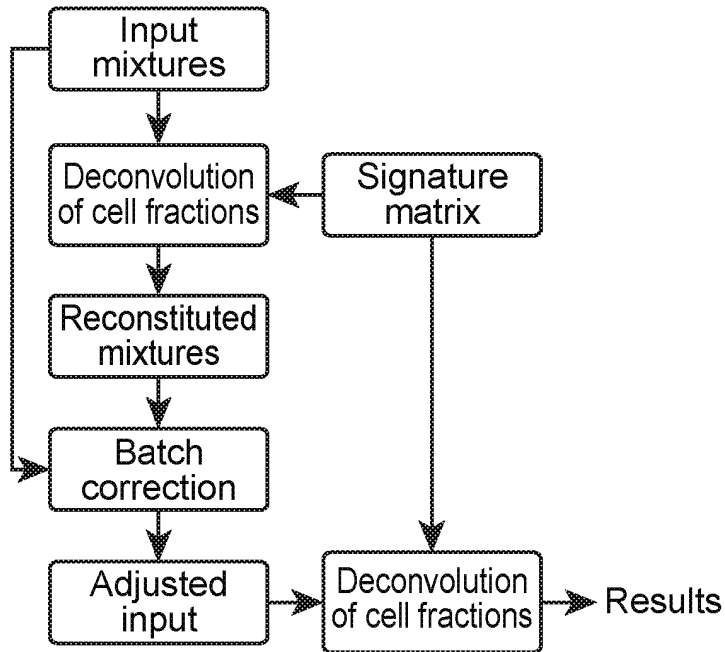 Input
mixtures
Deconvolution
of cell fractions
Signature
matrix
Reconstituted
mixtures
Batch
correction
Adjusted
input
Deconvolution
of cell fractions
Results